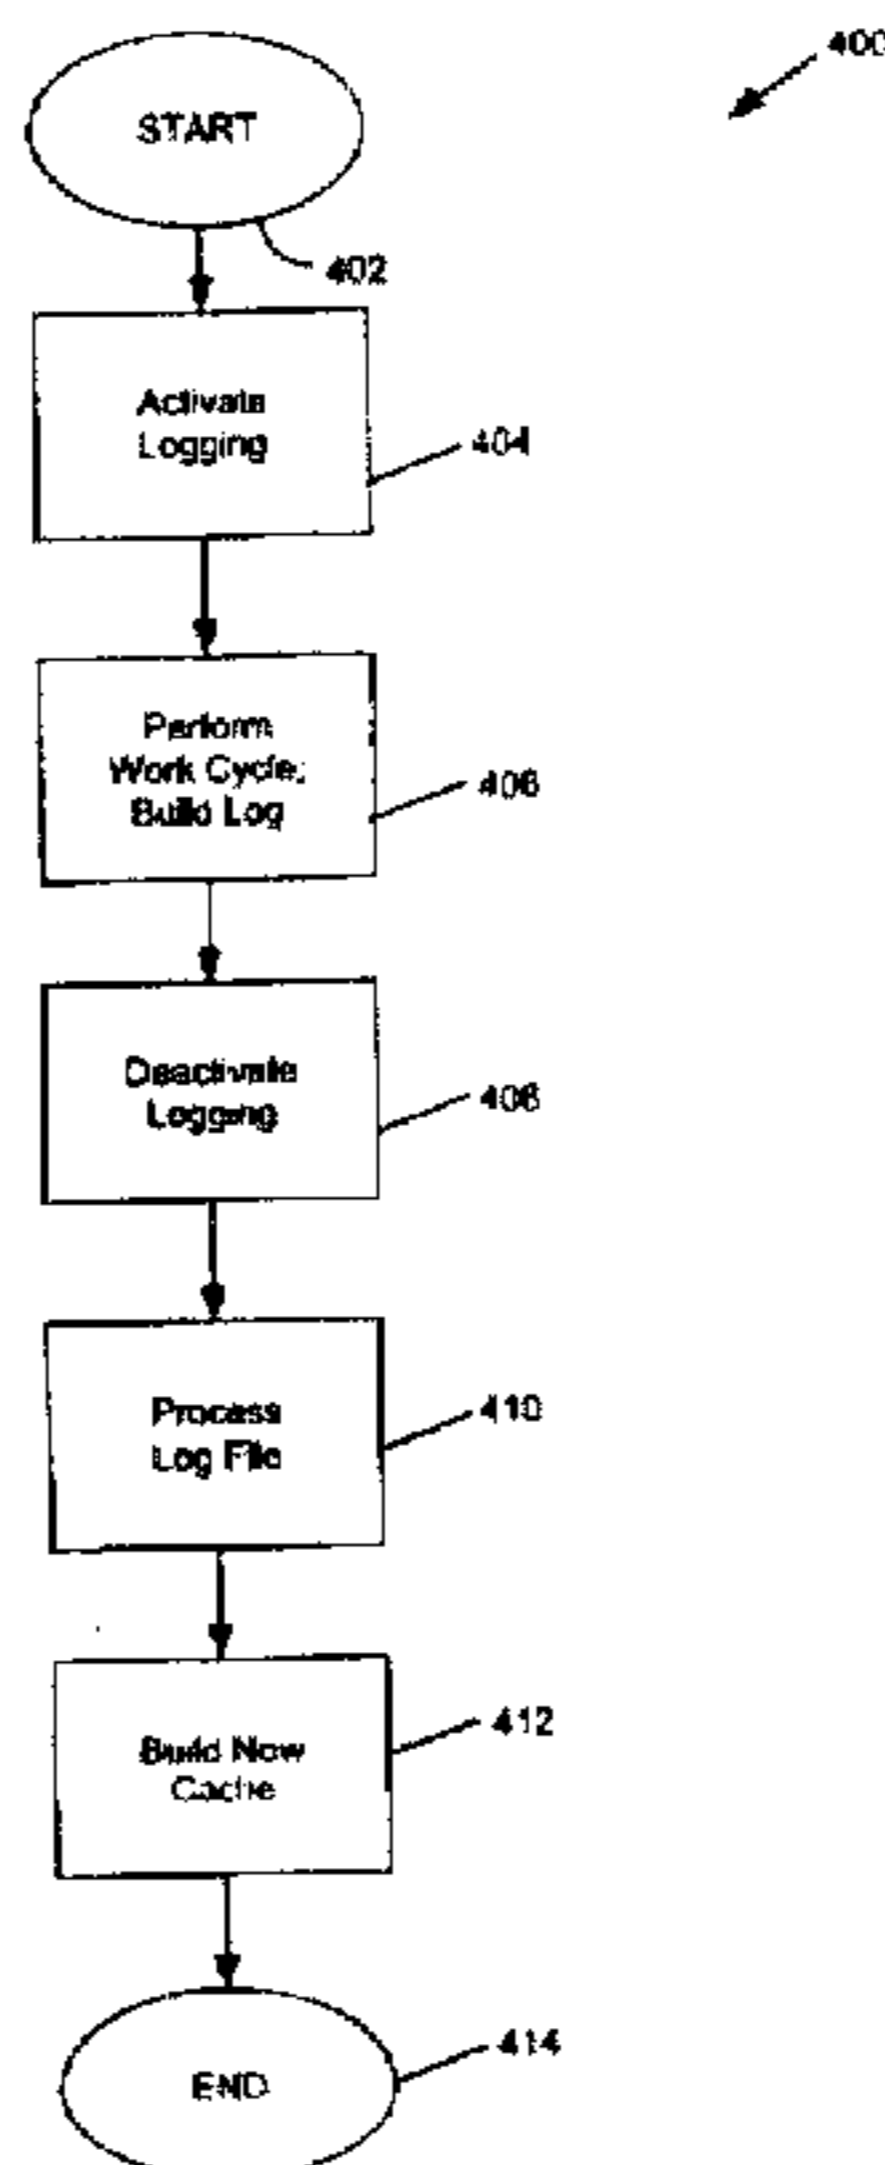 400
START
402
Activate
Logging
404
Perform
Work Cycle;
Build Log
406
Deactivate
Logging
408
Process
Log File
410
Build New
Cache
412
END
414